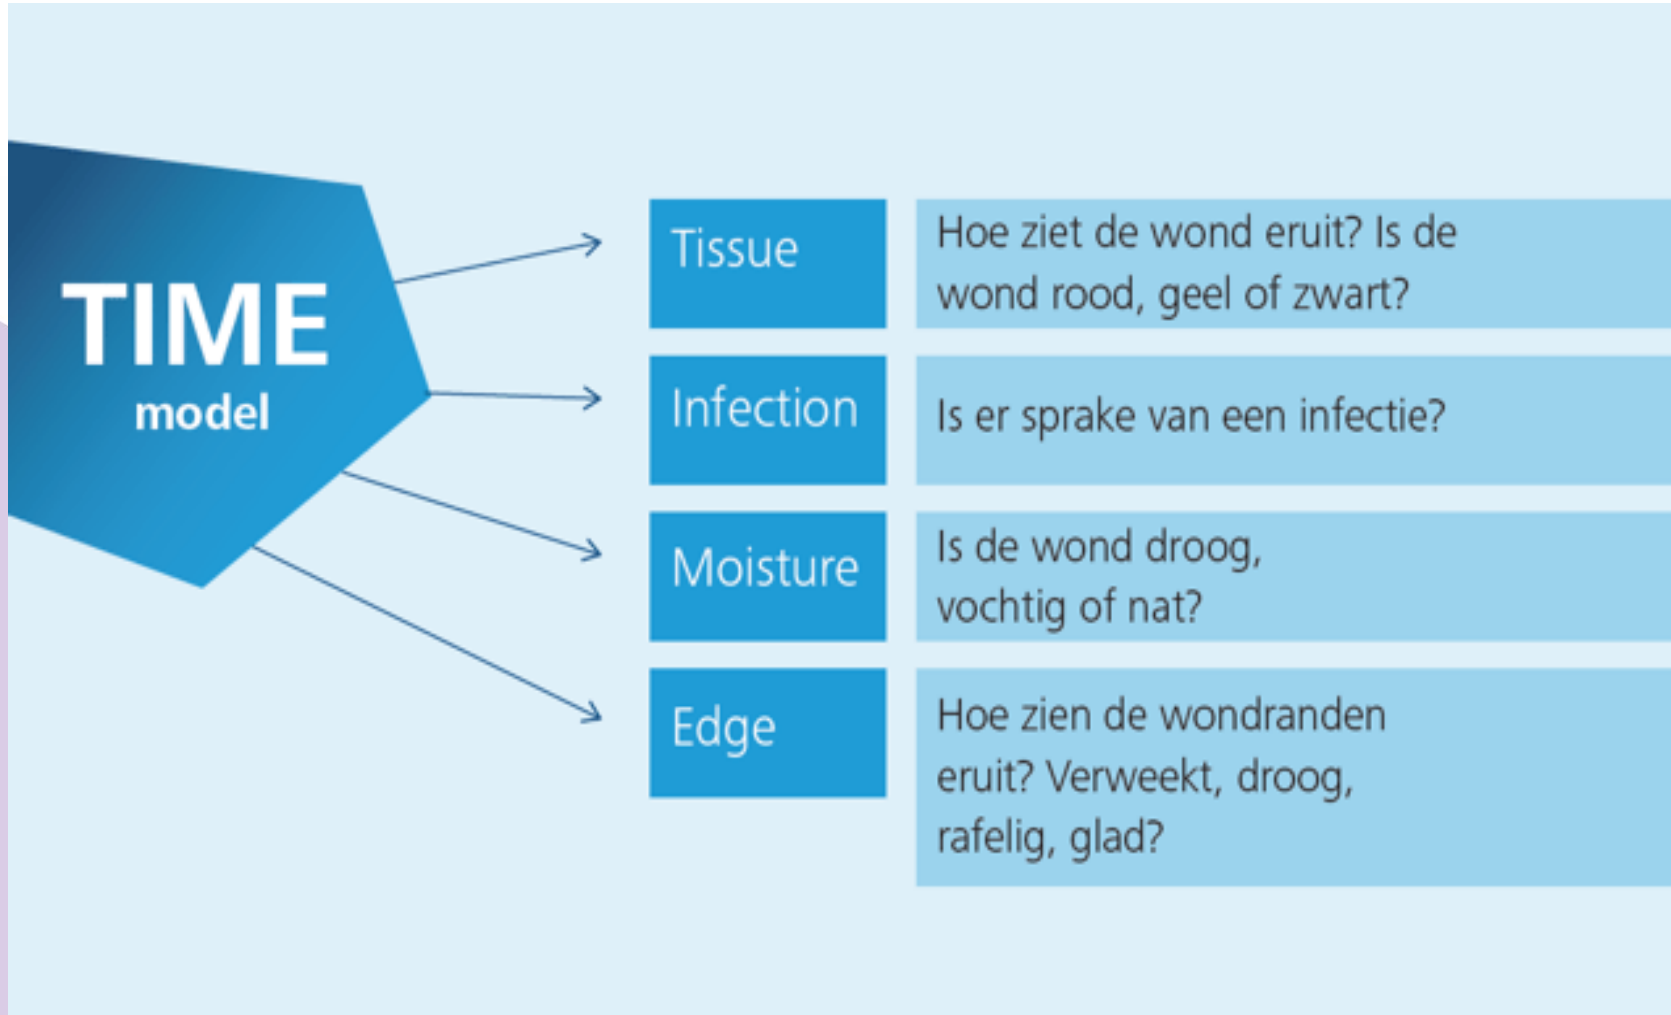 TIME
model
Tissue
Hoe ziet de wond eruit? Is de
wond rood, geel of zwart?
Infection
Is er sprake van een infectie?
Moisture
Is de wond droog,
vochtig of nat?
Edge
Hoe zien de wondranden
eruit? Verweekt, droog,
rafelig, glad?